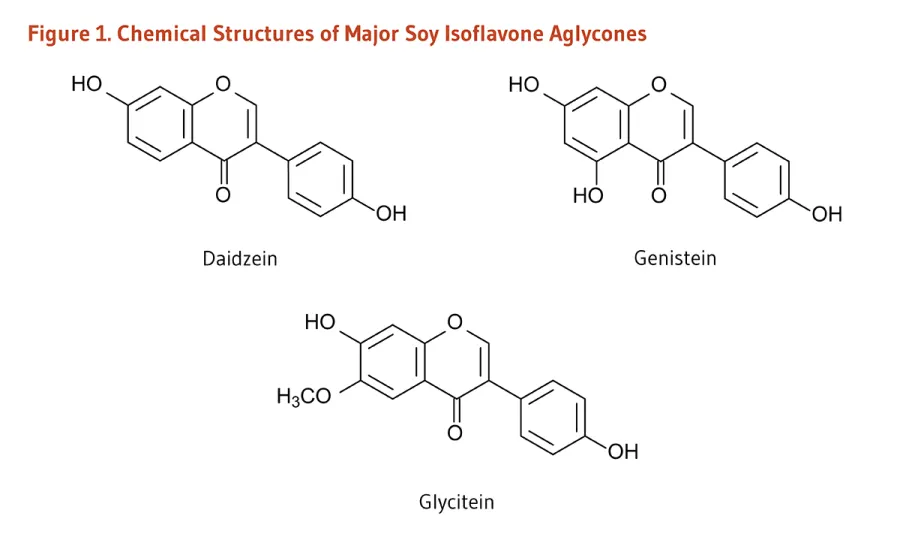 Figure 1. Chemical Structures of Major Soy Isoflavone Aglycones
HO
O
O
OH
Daidzein
HO
O
HO
O
OH
Genistein
HO
O
H₃CO
O
OH
Glycitein